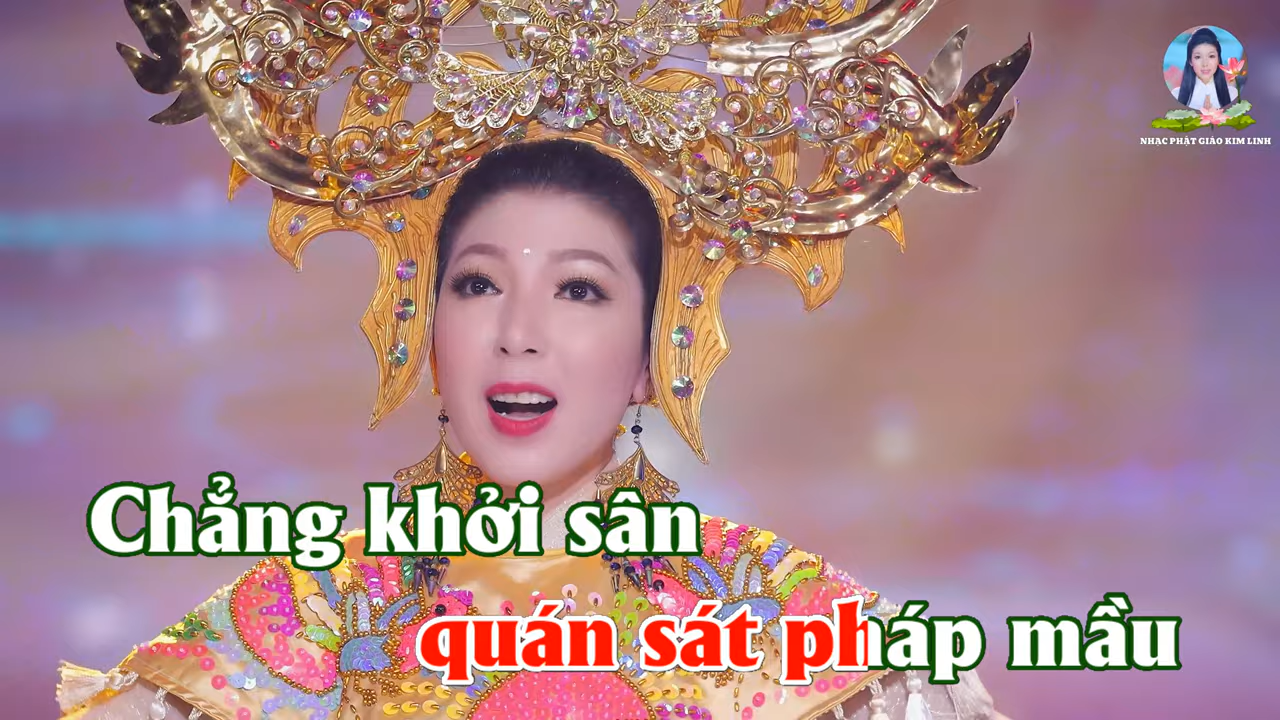 NHẠC PHẬT GIÁO KIM LINH
Chẳng khởi sân
quán sát pháp mầu